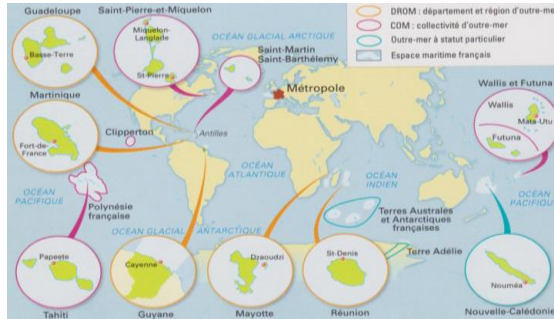 Guadeloupe
Basse-Terre
Saint-Pierre-et-Miquelon
Miquelon-
Langlade
St-Pierre
OCÉAN GLACIAL ARCTIQUE
Saint-Martin
Saint-Barthélemy
DROM : département et région d'outre-mer
COM : collectivité d'outre-mer
Outre-mer à statut particulier
Espace maritime français
Métropole
Wallis et Futuna
Wallis
Mata-Utu
Futuna
Martinique
Fort-de-
France
Clipperton
Antilles
OCÉAN
PACIFIQUE
Polynésie
française
OCÉAN
ATLANTIQUE
OCÉAN
INDIEN
OCÉAN
PACIFIQUE
OCÉAN GLACIAL ANTARCTIQUE
Terres Australes
et Antarctiques
françaises
Terre Adélie
Papeete
Tahiti
Cayenne
Guyane
Dzaoudzi
Mayotte
St-Denis
Réunion
Nouméa
Nouvelle-Calédonie